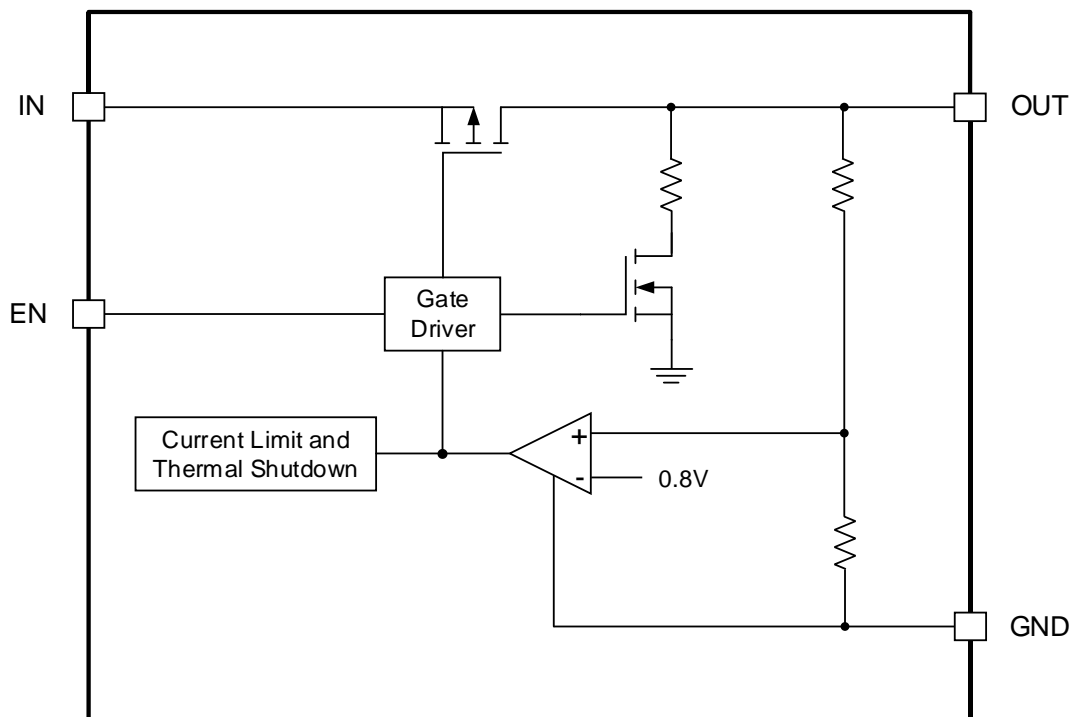 IN
OUT
EN
Gate
Driver
Current Limit and
Thermal Shutdown
+
-
0.8V
GND